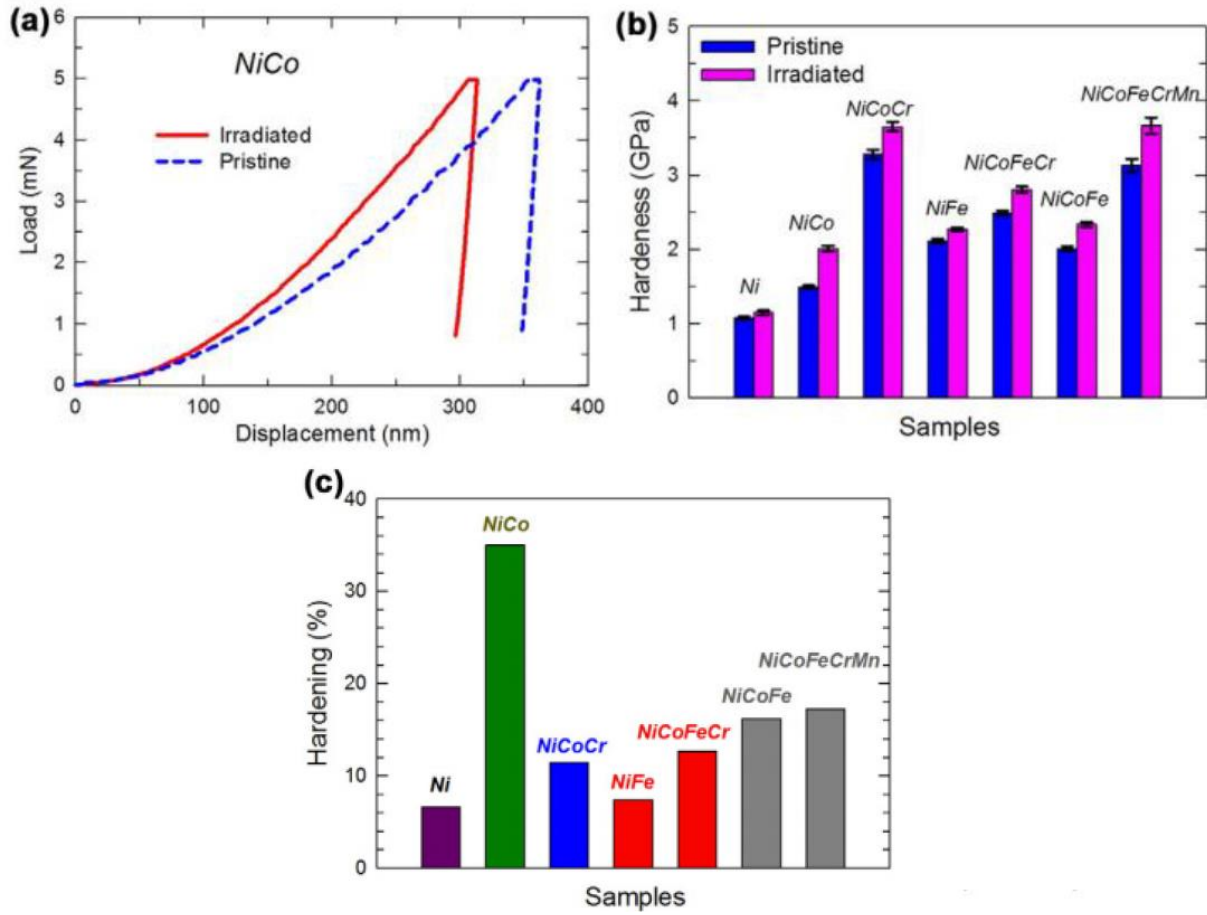 (a)
NiCo
Irradiated
Pristine
Load (mN)
6
5
4
3
2
1
0
0 100 200 300 400
Displacement (nm)
(b)
Pristine
Irradiated
Hardeness (GPa)
5
4
3
2
1
0
Ni
NiCo
NiCoCr
NiFe
NiCoFeCr
NiCoFe
NiCoFeCrMn
Samples
(c)
Hardening (%)
40
30
20
10
0
Ni
NiCo
NiCoCr
NiFe
NiCoFeCr
NiCoFe
NiCoFeCrMn
Samples